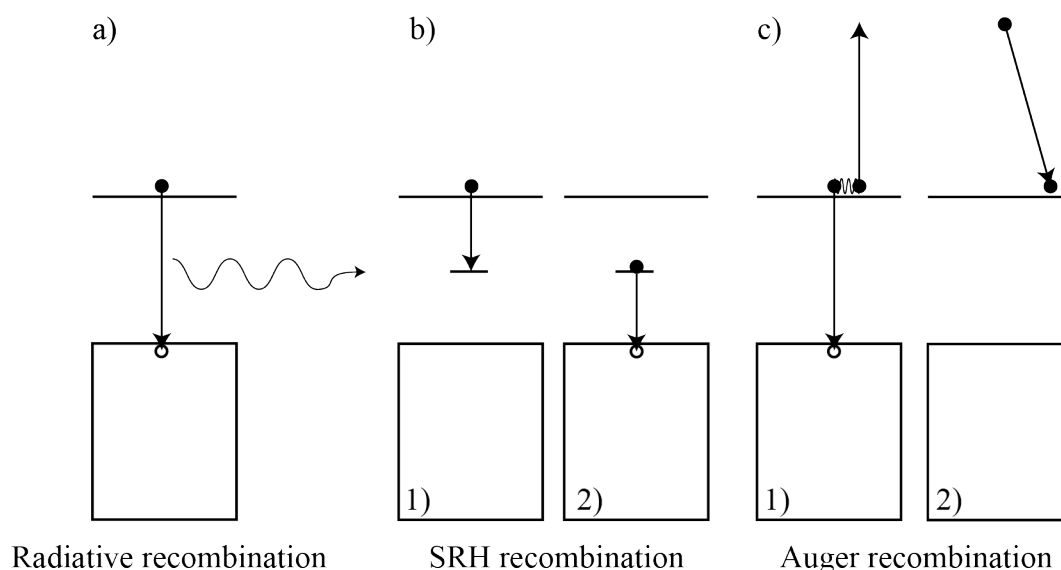 a)
b)
c)
1)
2)
1)
2)
Radiative recombination
SRH recombination
Auger recombination